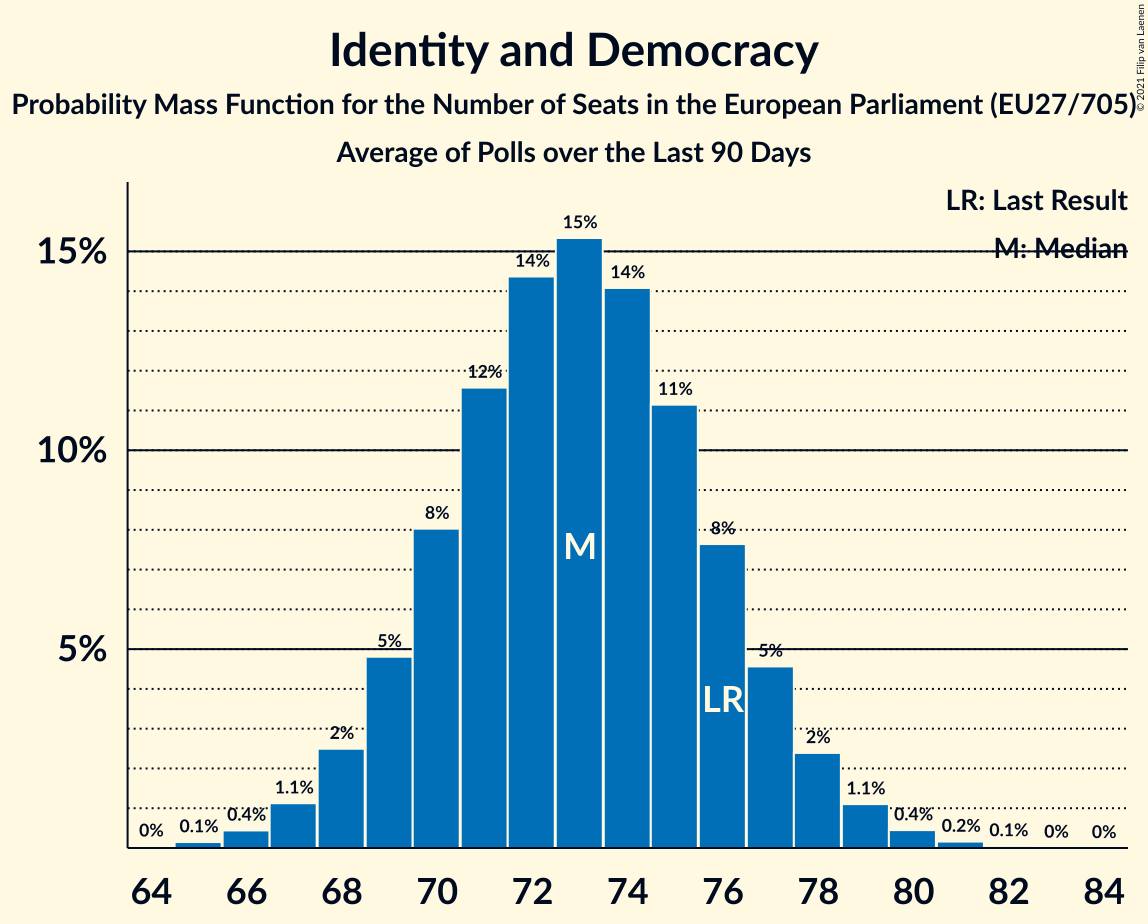 Identity and Democracy
Probability Mass Function for the Number of Seats in the European Parliament (EU27/705)
Average of Polls over the Last 90 Days
© 2021 Filip van Laenen
LR: Last Result
M: Median
15%
10%
5%
0%
0.1%
0.4%
1.1%
2%
5%
8%
12%
14%
15%
14%
11%
8%
5%
2%
1.1%
0.4%
0.2%
0.1%
0%
0%
M
LR
64 66 68 70 72 74 76 78 80 82 84